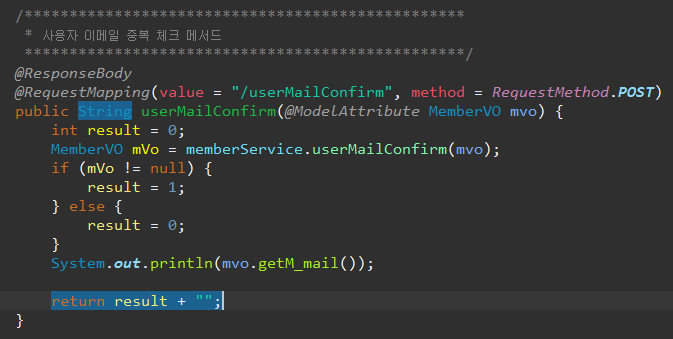 /*************************************************
 * 사용자 이메일 중복 체크 메서드
 *************************************************/
@ResponseBody
@RequestMapping(value = "/userMailConfirm", method = RequestMethod.POST)
public String userMailConfirm(@ModelAttribute MemberVO mvo) {
    int result = 0;
    MemberVO mVo = memberService.userMailConfirm(mvo);
    if (mVo != null) {
        result = 1;
    } else {
        result = 0;
    }
    System.out.println(mvo.getM_mail());
    return result + "";
}